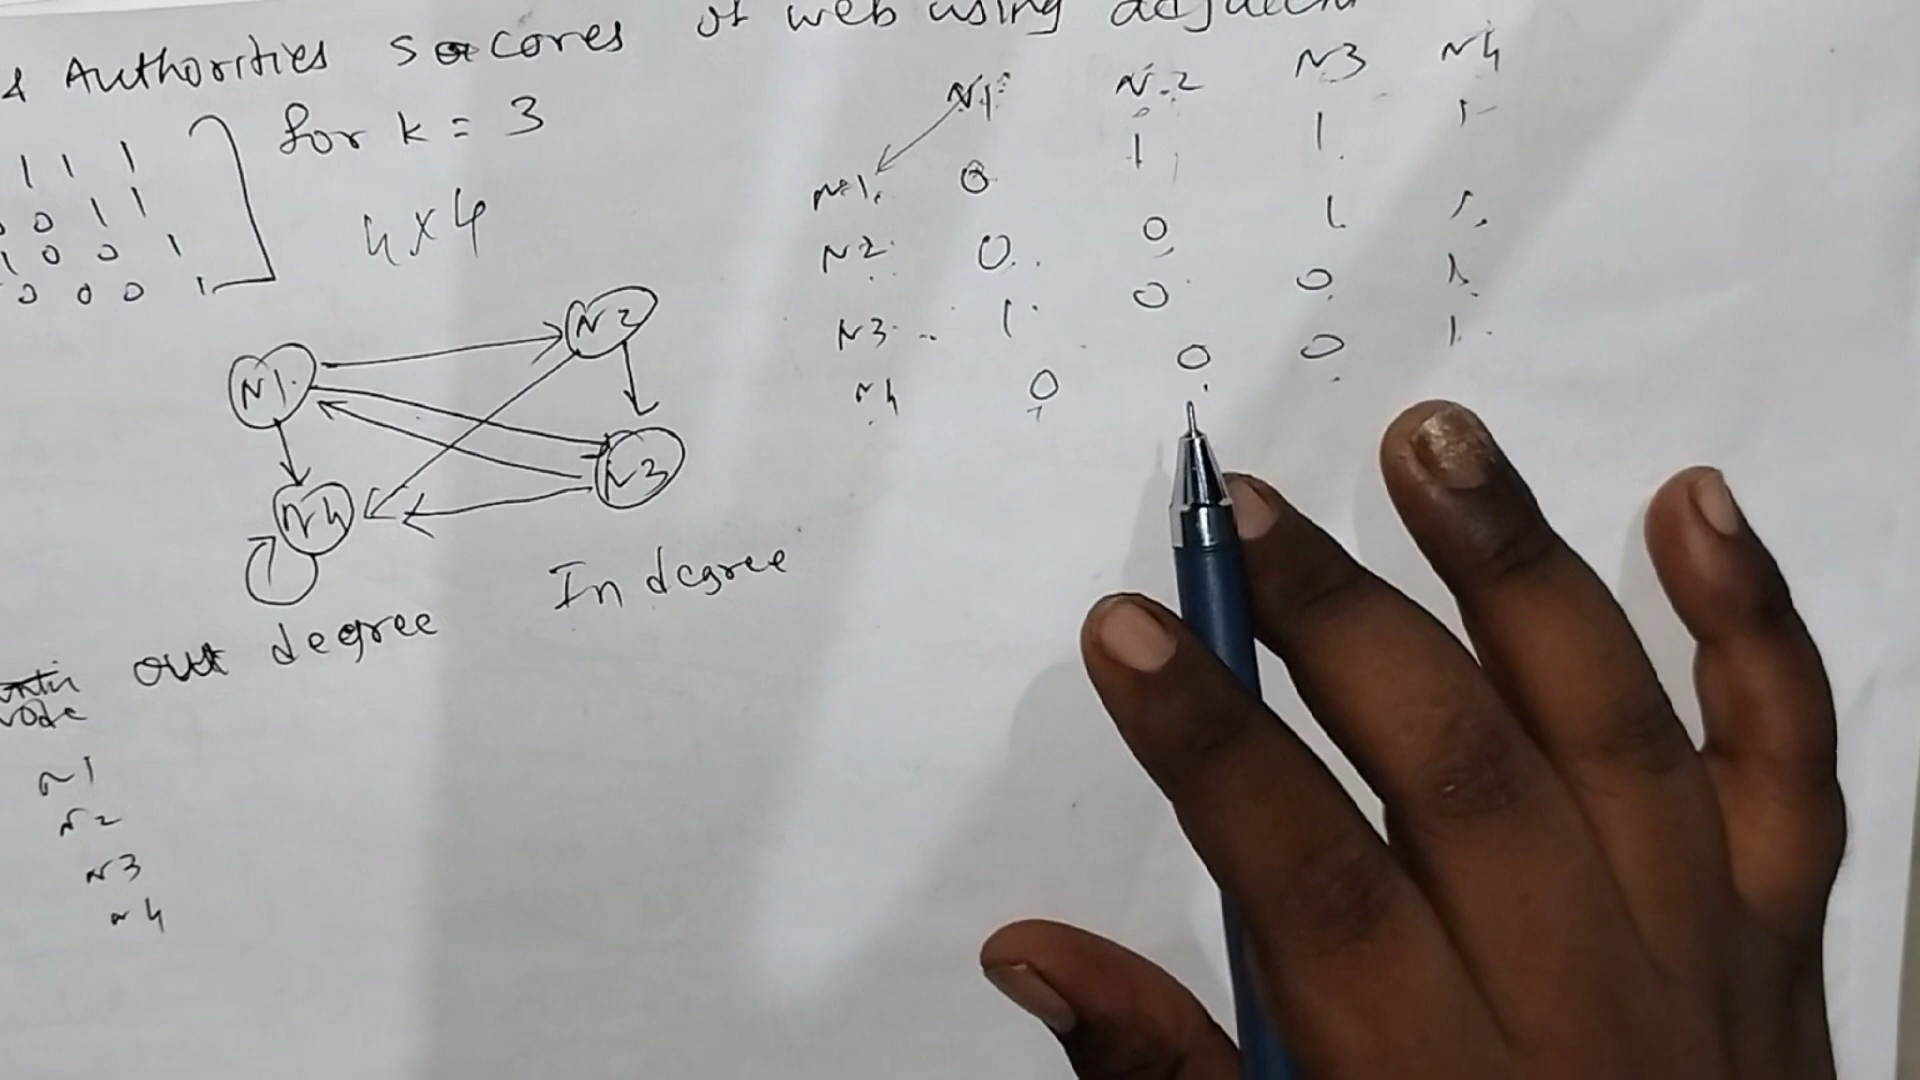 & Authorities scores of web using
for k = 3
1 1 1
0 1 1
1 0 0 1
0 0 0 1
4x4
N1 N2 N3 N4
N1 0 1 1 1
N2 0 0 1 1
N3 1 0 0 1
N4 0 0 0 1
N1
N2
N3
N4
In degree
out degree
N1
N2
N3
N4